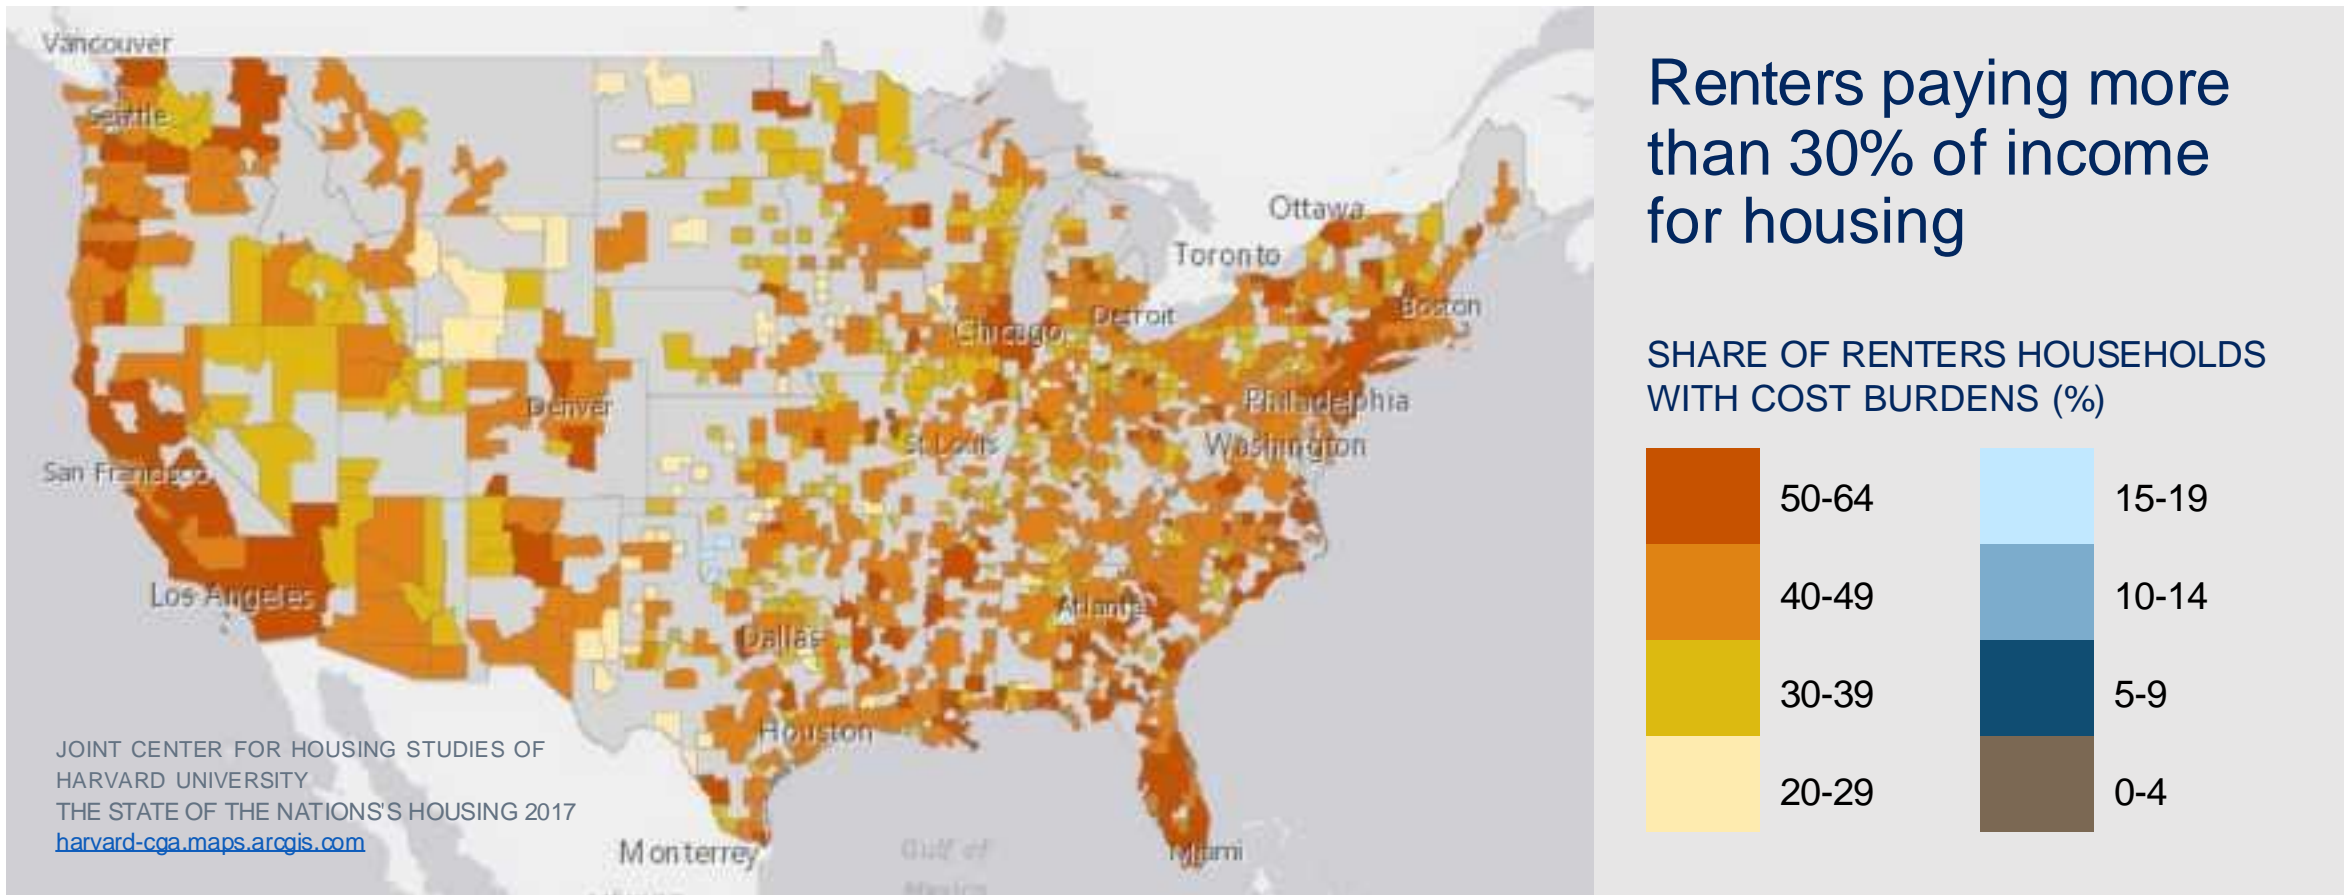 Vancouver
Seattle
Ottawa
Toronto
Boston
Detroit
Chicago
Denver
Philadelphia
St Louis
Washington
San Francisco
Los Angeles
Atlanta
Dallas
Houston
Monterrey
Miami
Gulf of
Mexico
JOINT CENTER FOR HOUSING STUDIES OF
HARVARD UNIVERSITY
THE STATE OF THE NATIONS'S HOUSING 2017
harvard-cga.maps.arcgis.com
Renters paying more
than 30% of income
for housing
SHARE OF RENTERS HOUSEHOLDS
WITH COST BURDENS (%)
50-64
15-19
40-49
10-14
30-39
5-9
20-29
0-4